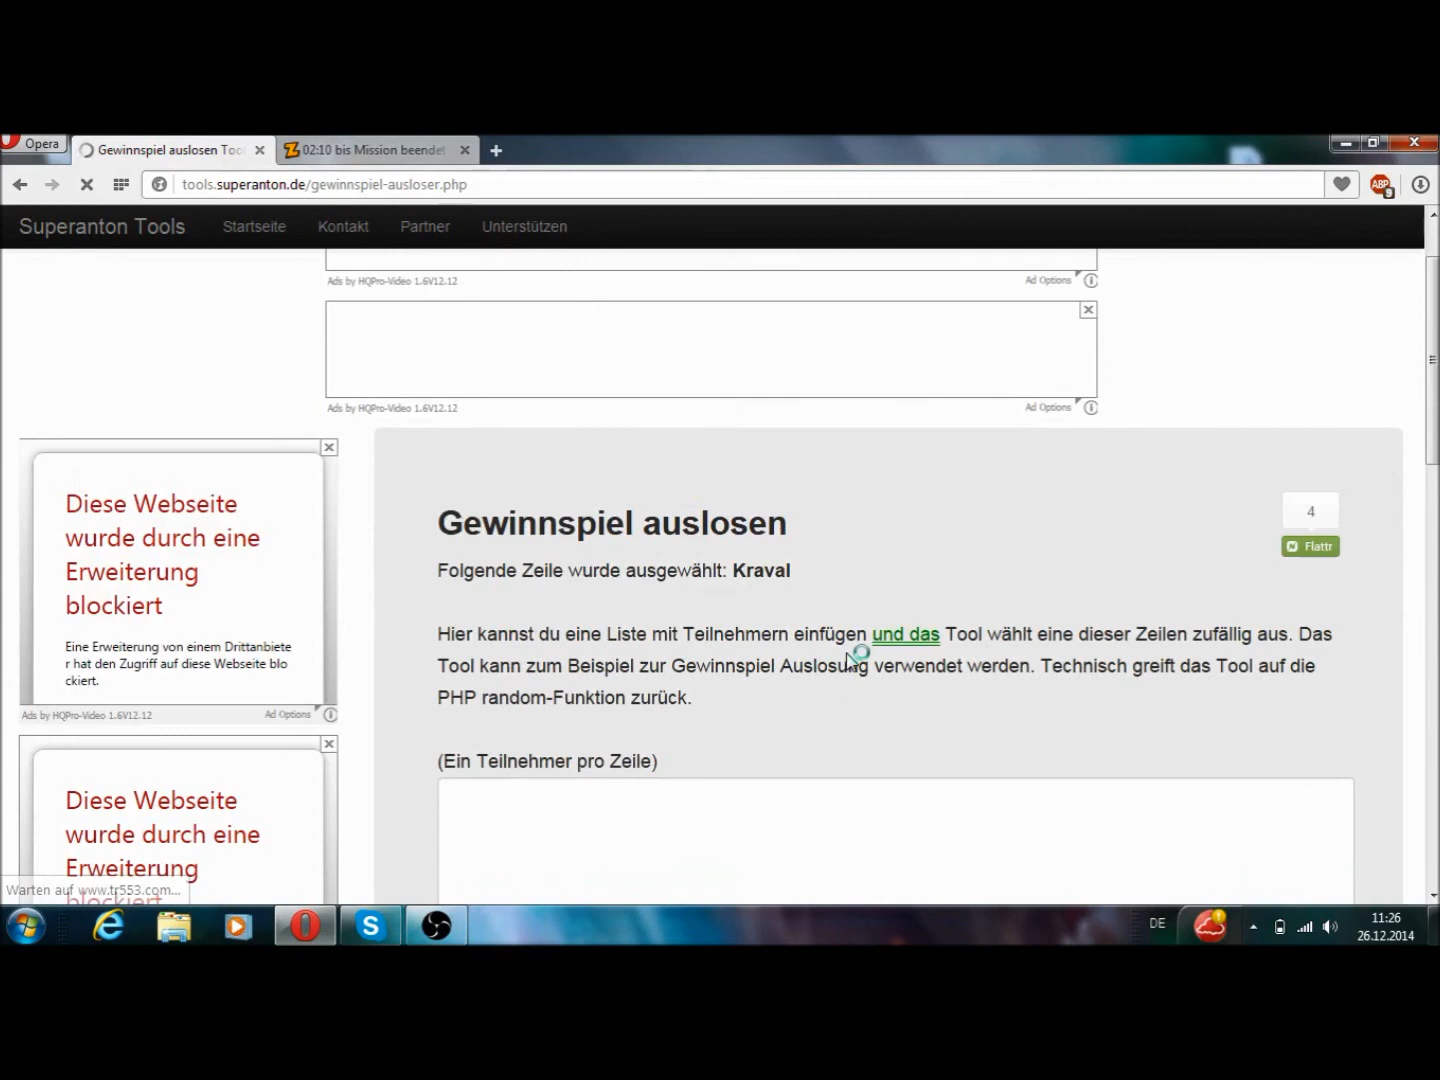 Opera
Gewinnspiel auslosen Too
02:10 bis Mission beendet
tools.superanton.de/gewinnspiel-ausloser.php
ABP
9
Superanton Tools
Startseite
Kontakt
Partner
Unterstützen
Ads by HQPro-Video 1.6V12.12
Ad Options
Ads by HQPro-Video 1.6V12.12
Ad Options
Diese Webseite
wurde durch eine
Erweiterung
blockiert
Eine Erweiterung von einem Drittanbiete
r hat den Zugriff auf diese Webseite blo
ckiert.
Ads by HQPro-Video 1.6V12.12
Ad Options
Diese Webseite
wurde durch eine
Erweiterung
blockiert
Gewinnspiel auslosen
4
Flattr
Folgende Zeile wurde ausgewählt: Kraval
Hier kannst du eine Liste mit Teilnehmern einfügen und das Tool wählt eine dieser Zeilen zufällig aus. Das
Tool kann zum Beispiel zur Gewinnspiel Auslosung verwendet werden. Technisch greift das Tool auf die
PHP random-Funktion zurück.
(Ein Teilnehmer pro Zeile)
Warten auf www.tr553.com...
DE
11:26
26.12.2014